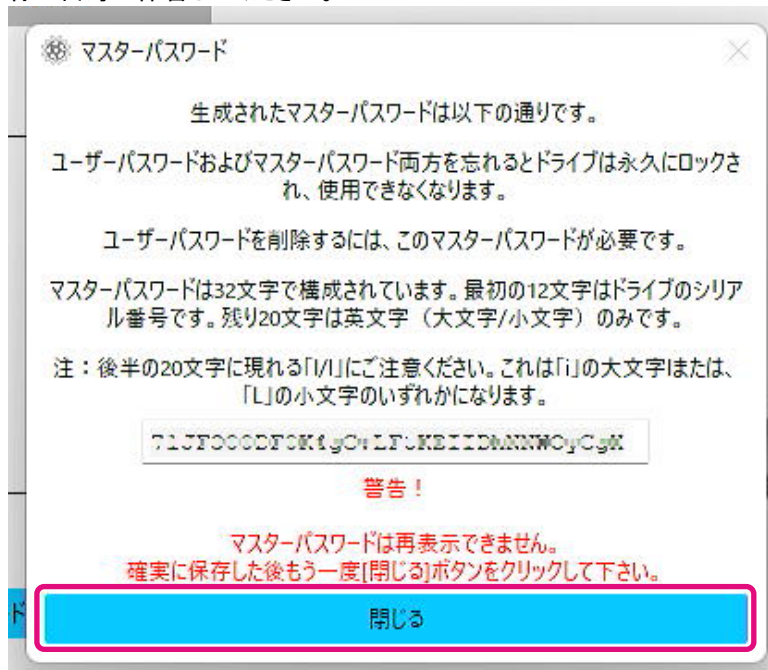 マスターパスワード
生成されたマスターパスワードは以下の通りです。
ユーザーパスワードおよびマスターパスワード両方を忘れるとドライブは永久にロックさ
れ、使用できなくなります。
ユーザーパスワードを削除するには、このマスターパスワードが必要です。
マスターパスワードは32文字で構成されています。最初の12文字はドライブのシリア
ル番号です。残り20文字は英文字（大文字/小文字）のみです。
注：後半の20文字に現れる「I/l」にご注意ください。これは「i」の大文字Iまたは、
「L」の小文字のいずれかになります。
警告！
マスターパスワードは再表示できません。
確実に保存した後もう一度[閉じる]ボタンをクリックして下さい。
ド
閉じる